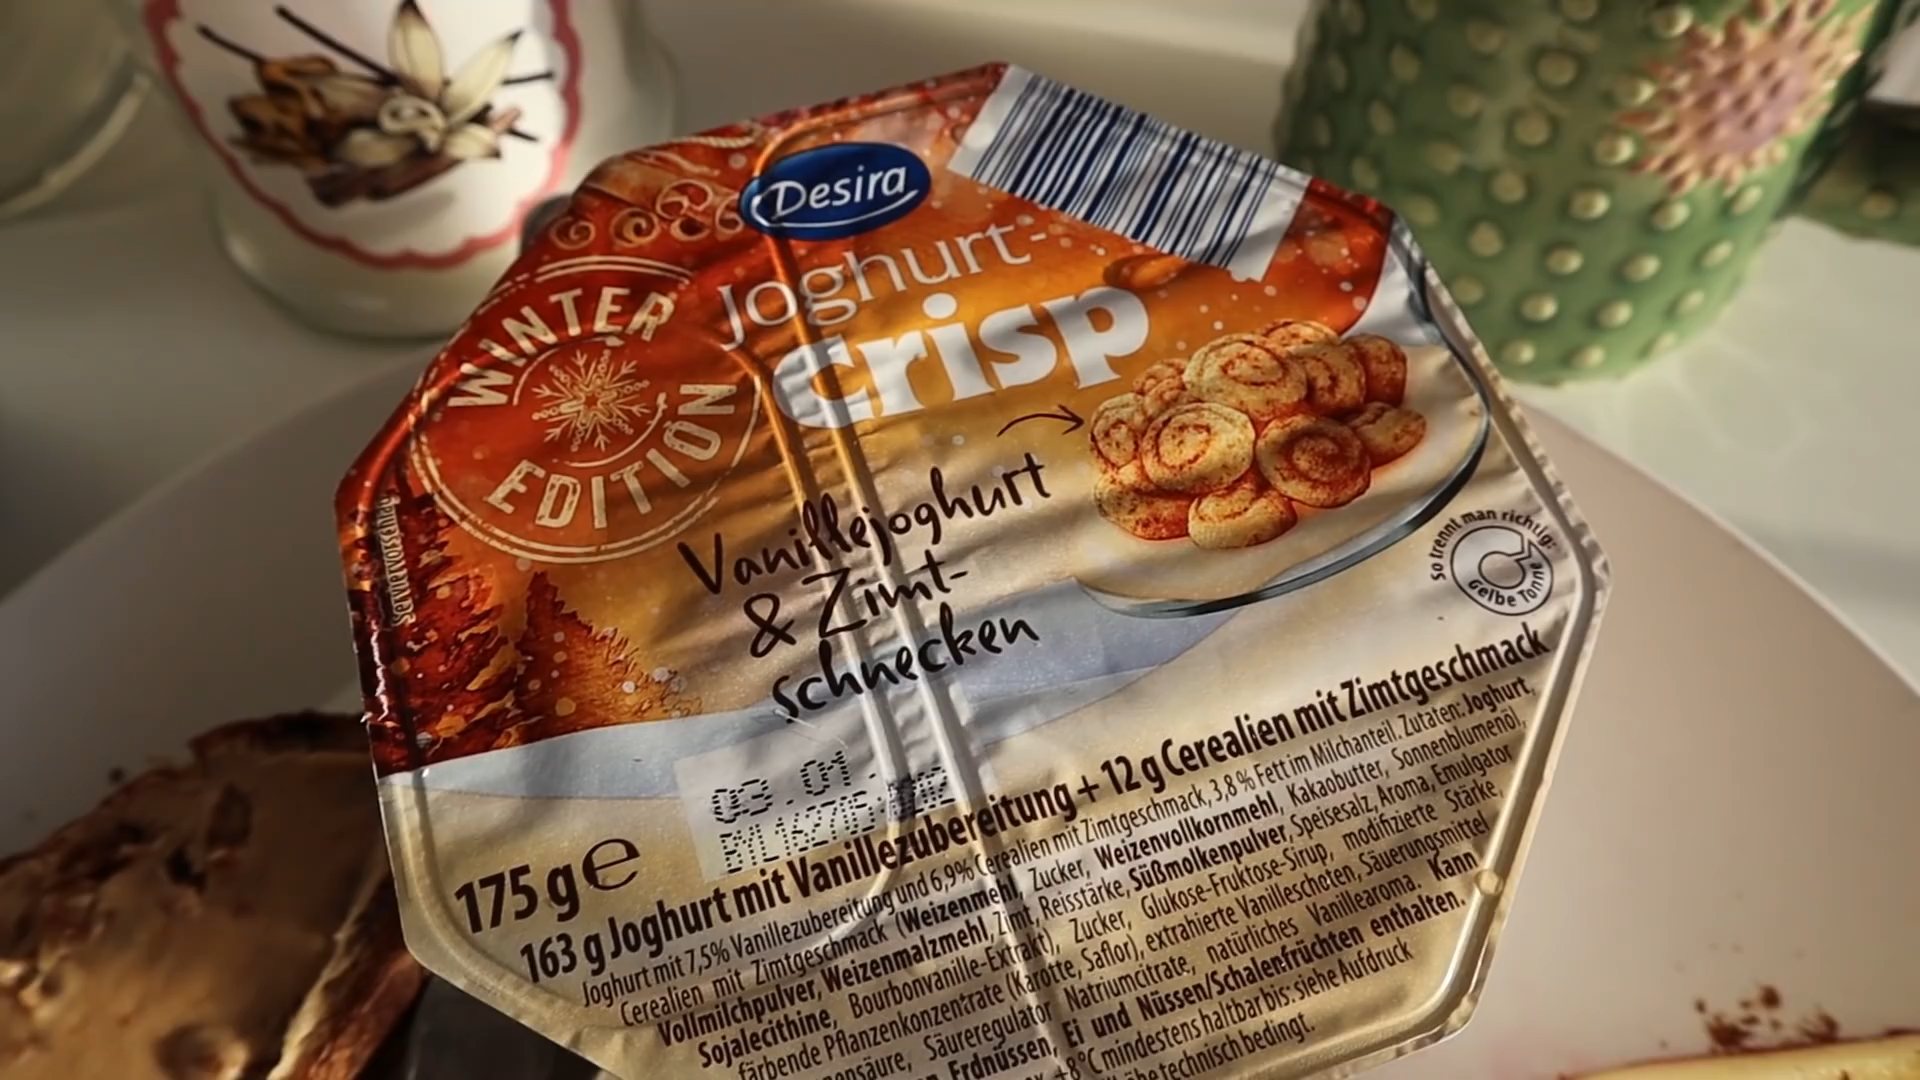 Desira
Joghurt-
crisp
WINTER
EDITION
Serviervorschlag
Vanillejoghurt
& Zimt-
schnecken
So trennt man richtig:
Gelbe Tonne
03.01.
175 g e
163 g Joghurt mit Vanillezubereitung + 12 g Cerealien mit Zimtgeschmack
Joghurt mit 7,5% Vanillezubereitung und 6,9% Cerealien mit Zimtgeschmack, 3,8 % Fett im Milchanteil. Zutaten: Joghurt,
Cerealien mit Zimtgeschmack (Weizenmehl, Zucker, Weizenvollkornmehl, Kakaobutter, Sonnenblumenöl,
Vollmilchpulver, Weizenmalzmehl, Zimt, Reisstärke, Süßmolkenpulver, Speisesalz, Aroma, Emulgator
Sojalecithine, Bourbonvanille-Extrakt), Zucker, Glukose-Fruktose-Sirup, modifizierte Stärke,
färbende Pflanzenkonzentrate (Karotte, Saflor), extrahierte Vanilleschoten, Säuerungsmittel
Säureregulator Natriumcitrate, natürliches Vanillearoma. Kann
Erdnüssen, Ei und Nüssen/Schalenfrüchten enthalten.
+8°C mindestens haltbar bis: siehe Aufdruck
technisch bedingt.